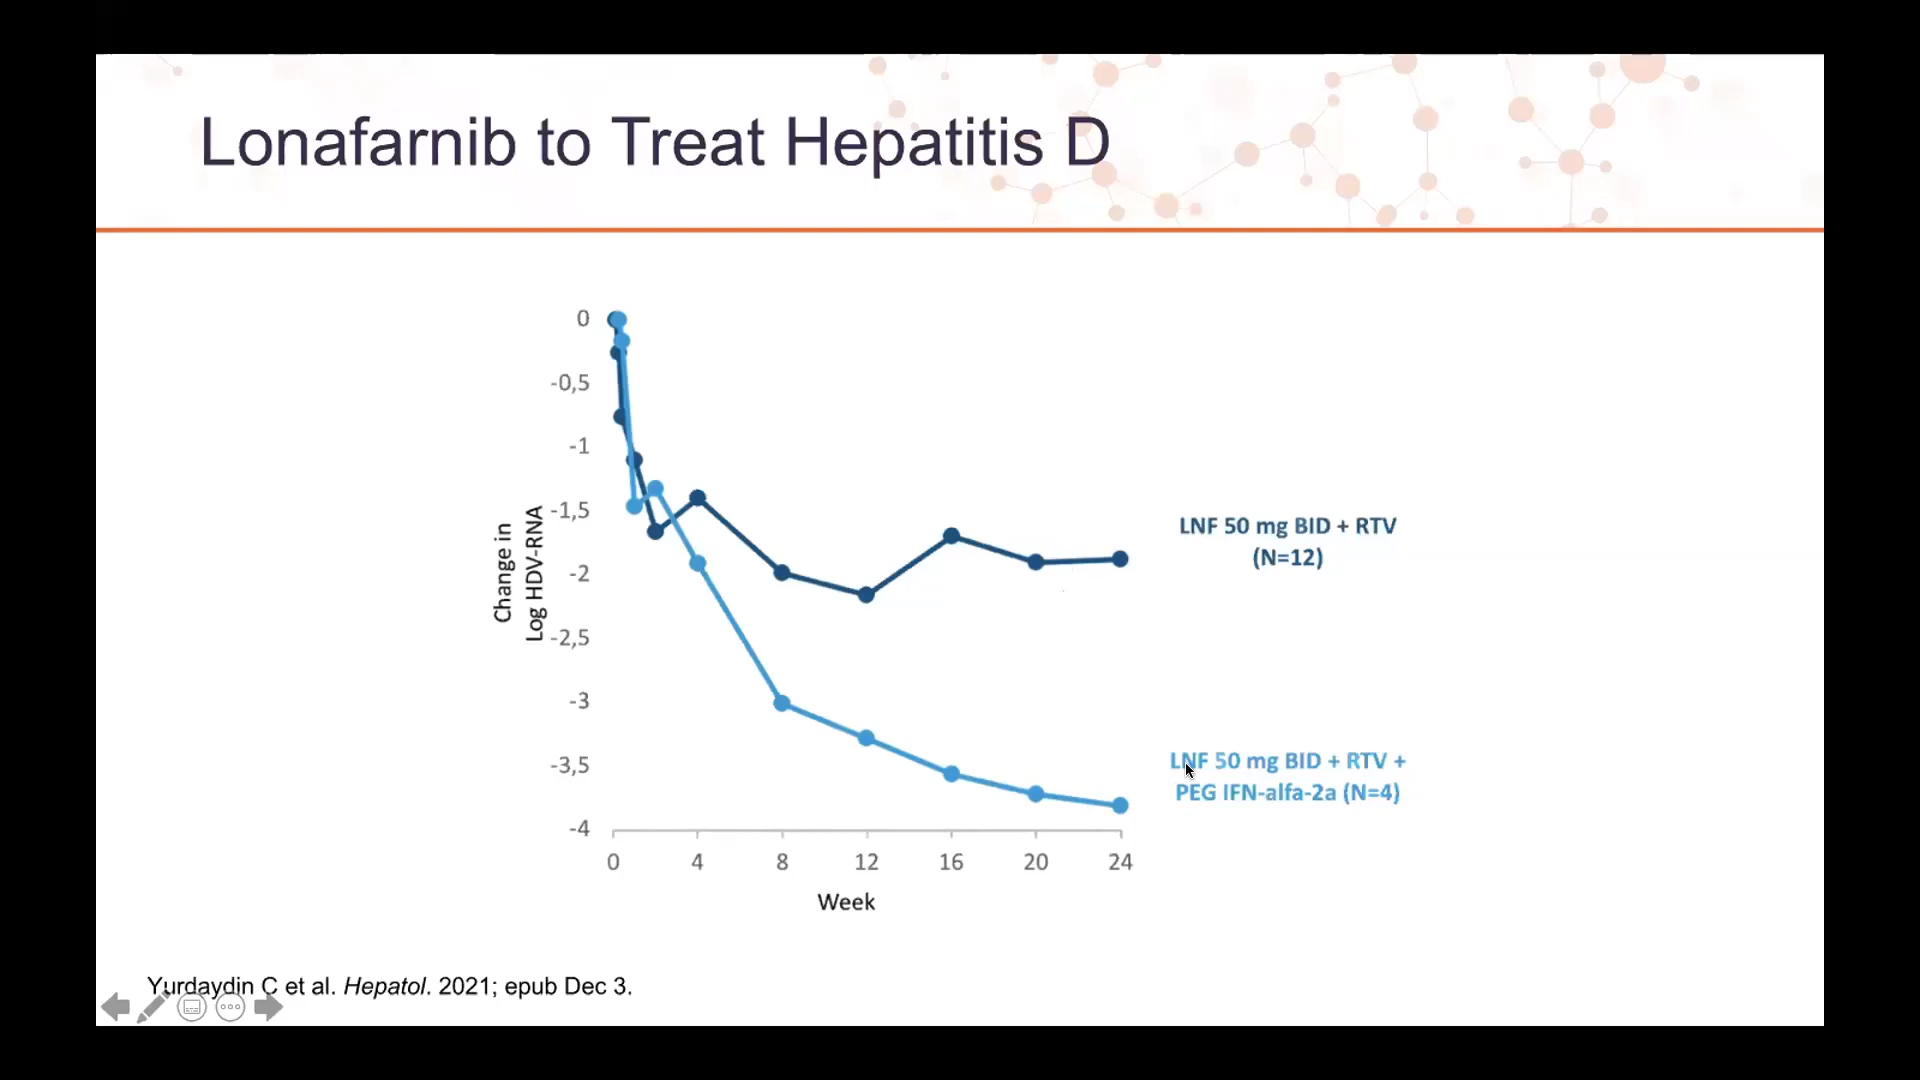 Lonafarnib to Treat Hepatitis D
0
-0,5
-1
-1,5
-2
-2,5
-3
-3,5
-4
Change in
Log HDV-RNA
0 4 8 12 16 20 24
Week
LNF 50 mg BID + RTV
(N=12)
LNF 50 mg BID + RTV +
PEG IFN-alfa-2a (N=4)
Yurdaydin C et al. Hepatol. 2021; epub Dec 3.